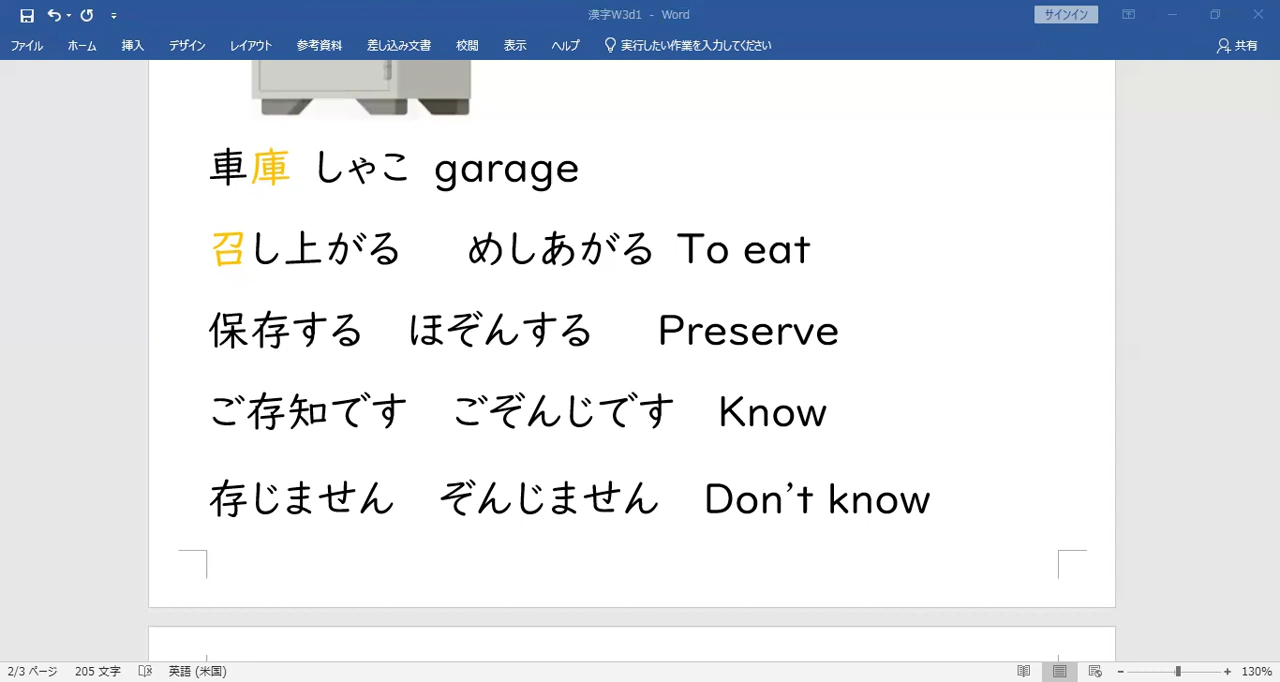 漢字W3d1 - Word
サインイン
ファイル ホーム 挿入 デザイン レイアウト 参考資料 差し込み文書 校閲 表示 ヘルプ 実行したい作業を入力してください 共有
車庫 しゃこ garage
召し上がる めしあがる To eat
保存する ほぞんする Preserve
ご存知です ごぞんじです Know
存じません ぞんじません Don't know
2/3 ページ 205 文字 英語 (米国) 130%